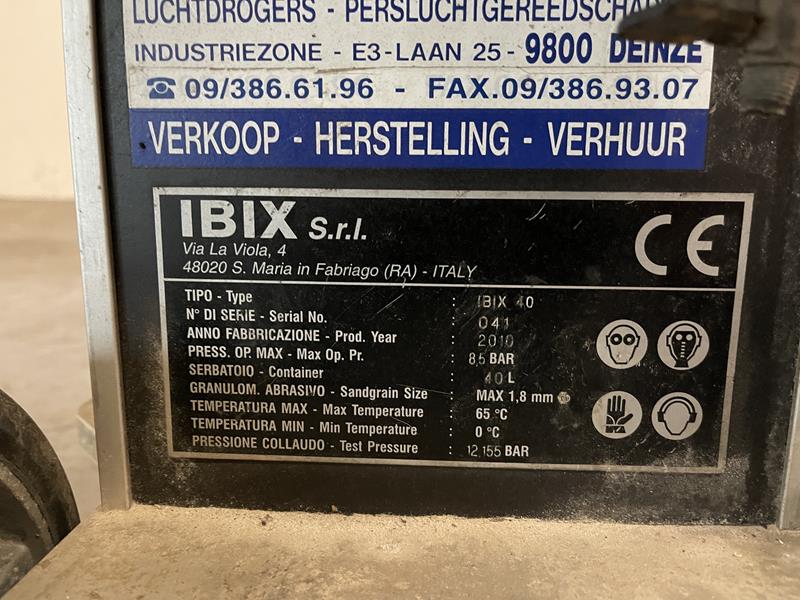 LUCHTDROGERS - PERSLUCHTGEREEDSCHAP
INDUSTRIEZONE - E3-LAAN 25 - 9800 DEINZE
☎ 09/386.61.96 - FAX.09/386.93.07
VERKOOP - HERSTELLING - VERHUUR
IBIX S.r.l.
Via La Viola, 4
48020 S. Maria in Fabriago (RA) - ITALY
CE
TIPO - Type : IBIX 40
N° DI SERIE - Serial No. : 041
ANNO FABBRICAZIONE - Prod. Year : 2010
PRESS. OP. MAX - Max Op. Pr. : 8,5 BAR
SERBATOIO - Container : 40 L
GRANULOM. ABRASIVO - Sandgrain Size : MAX 1,8 mm
TEMPERATURA MAX - Max Temperature : 65 °C
TEMPERATURA MIN - Min Temperature : 0 °C
PRESSIONE COLLAUDO - Test Pressure : 12,155 BAR